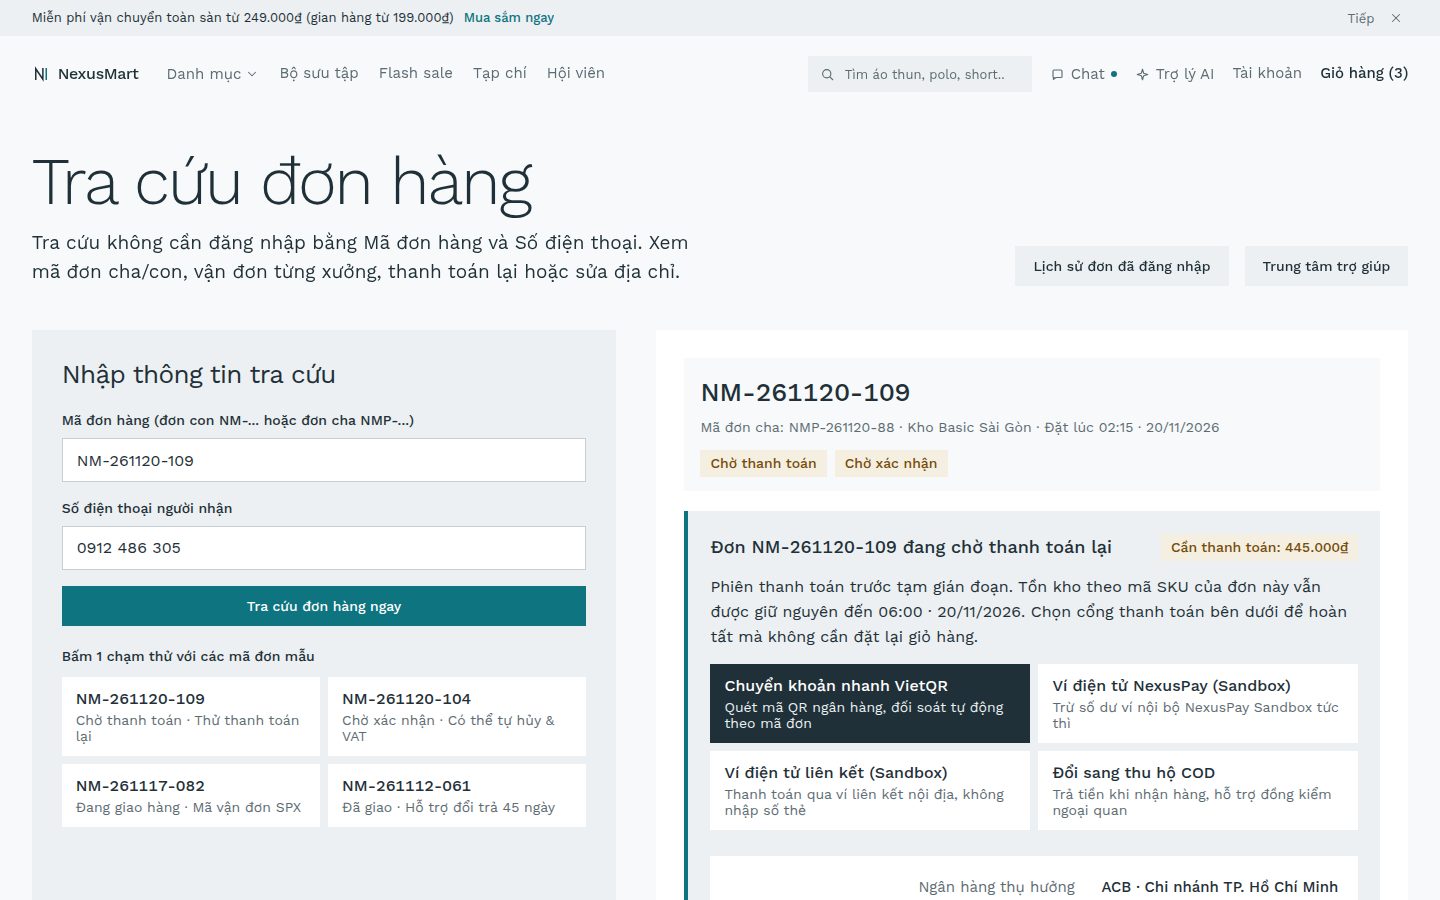 Miễn phí vận chuyển toàn sàn từ 249.000₫ (gian hàng từ 199.000₫) Mua sắm ngay
Tiếp
NexusMart
Danh mục
Bộ sưu tập
Flash sale
Tạp chí
Hội viên
Tìm áo thun, polo, short..
Chat
Trợ lý AI
Tài khoản
Giỏ hàng (3)
Tra cứu đơn hàng
Tra cứu không cần đăng nhập bằng Mã đơn hàng và Số điện thoại. Xem
mã đơn cha/con, vận đơn từng xưởng, thanh toán lại hoặc sửa địa chỉ.
Lịch sử đơn đã đăng nhập
Trung tâm trợ giúp
Nhập thông tin tra cứu
Mã đơn hàng (đơn con NM-... hoặc đơn cha NMP-...)
NM-261120-109
Số điện thoại người nhận
0912 486 305
Tra cứu đơn hàng ngay
Bấm 1 chạm thử với các mã đơn mẫu
NM-261120-109
Chờ thanh toán · Thử thanh toán
lại
NM-261120-104
Chờ xác nhận · Có thể tự hủy &
VAT
NM-261117-082
Đang giao hàng · Mã vận đơn SPX
NM-261112-061
Đã giao · Hỗ trợ đổi trả 45 ngày
NM-261120-109
Mã đơn cha: NMP-261120-88 · Kho Basic Sài Gòn · Đặt lúc 02:15 · 20/11/2026
Chờ thanh toán
Chờ xác nhận
Đơn NM-261120-109 đang chờ thanh toán lại
Cần thanh toán: 445.000₫
Phiên thanh toán trước tạm gián đoạn. Tồn kho theo mã SKU của đơn này vẫn
được giữ nguyên đến 06:00 · 20/11/2026. Chọn cổng thanh toán bên dưới để hoàn
tất mà không cần đặt lại giỏ hàng.
Chuyển khoản nhanh VietQR
Quét mã QR ngân hàng, đối soát tự động
theo mã đơn
Ví điện tử NexusPay (Sandbox)
Trừ số dư ví nội bộ NexusPay Sandbox tức
thì
Ví điện tử liên kết (Sandbox)
Thanh toán qua ví liên kết nội địa, không
nhập số thẻ
Đổi sang thu hộ COD
Trả tiền khi nhận hàng, hỗ trợ đồng kiểm
ngoại quan
Ngân hàng thụ hưởng
ACB · Chi nhánh TP. Hồ Chí Minh